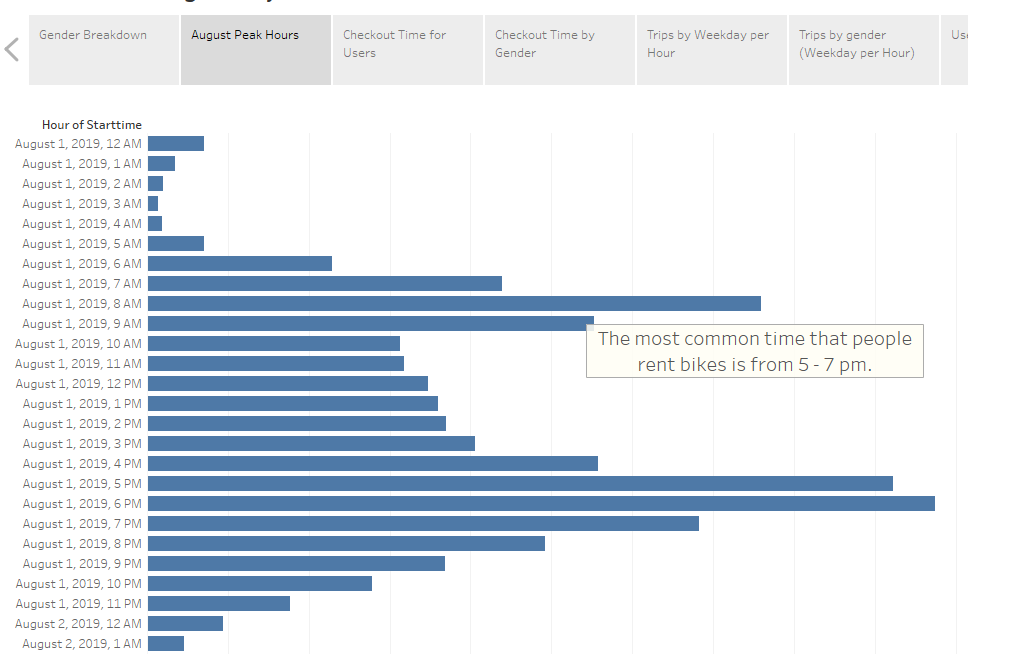 Gender Breakdown
August Peak Hours
Checkout Time for
Users
Checkout Time by
Gender
Trips by Weekday per
Hour
Trips by gender
(Weekday per Hour)
Hour of Starttime
August 1, 2019, 12 AM
August 1, 2019, 1 AM
August 1, 2019, 2 AM
August 1, 2019, 3 AM
August 1, 2019, 4 AM
August 1, 2019, 5 AM
August 1, 2019, 6 AM
August 1, 2019, 7 AM
August 1, 2019, 8 AM
August 1, 2019, 9 AM
August 1, 2019, 10 AM
August 1, 2019, 11 AM
August 1, 2019, 12 PM
August 1, 2019, 1 PM
August 1, 2019, 2 PM
August 1, 2019, 3 PM
August 1, 2019, 4 PM
August 1, 2019, 5 PM
August 1, 2019, 6 PM
August 1, 2019, 7 PM
August 1, 2019, 8 PM
August 1, 2019, 9 PM
August 1, 2019, 10 PM
August 1, 2019, 11 PM
August 2, 2019, 12 AM
August 2, 2019, 1 AM
The most common time that people
rent bikes is from 5 - 7 pm.